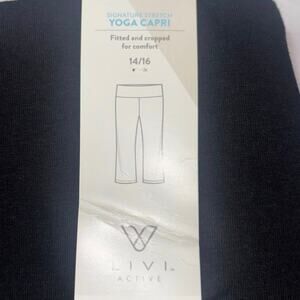 SIGNATURE STRETCH
YOGA CAPRI
Fitted and cropped
for comfort
14/16
LIVI
ACTIVE